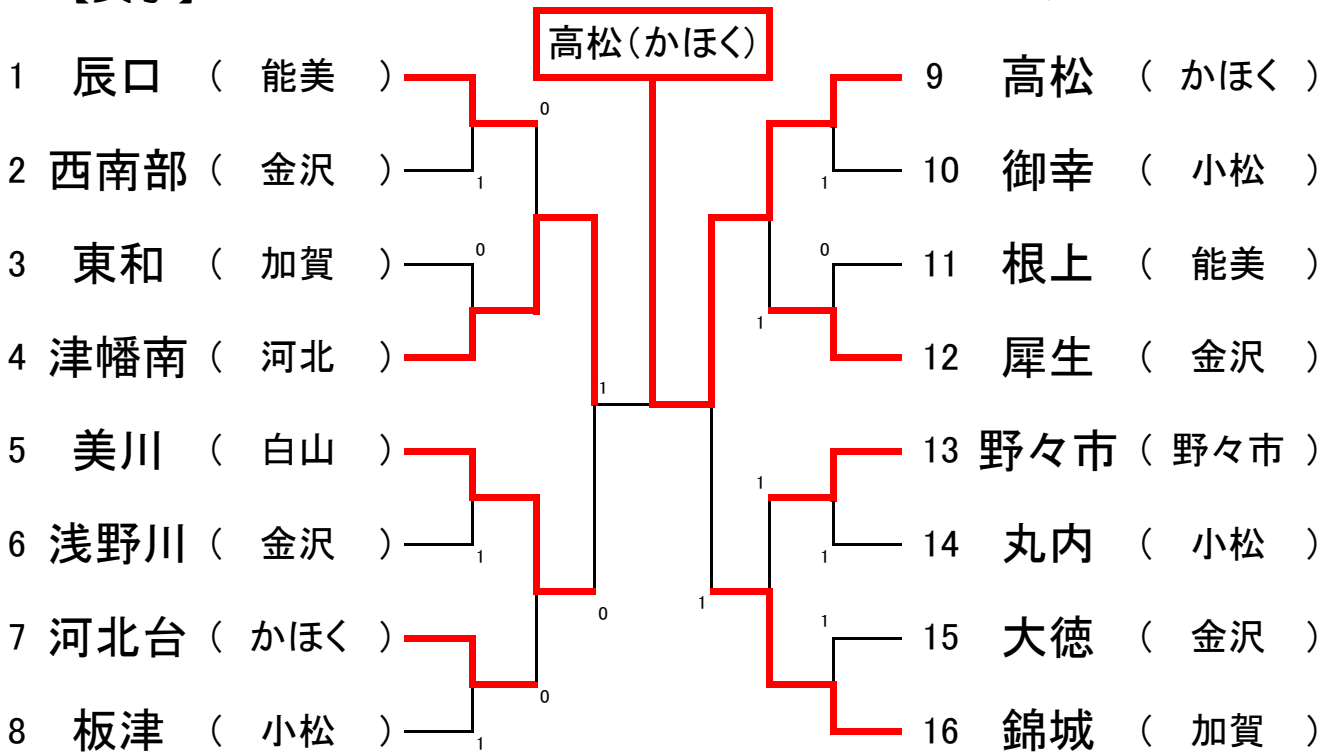 高松(かほく)
1 辰口 ( 能美 )
2 西南部 ( 金沢 )
3 東和 ( 加賀 )
4 津幡南 ( 河北 )
5 美川 ( 白山 )
6 浅野川 ( 金沢 )
7 河北台 ( かほく )
8 板津 ( 小松 )
0
1
0
1
1
0
0
1
9 高松 ( かほく )
10 御幸 ( 小松 )
11 根上 ( 能美 )
12 犀生 ( 金沢 )
13 野々市 ( 野々市 )
14 丸内 ( 小松 )
15 大徳 ( 金沢 )
16 錦城 ( 加賀 )
1
0
1
1
1
1
1